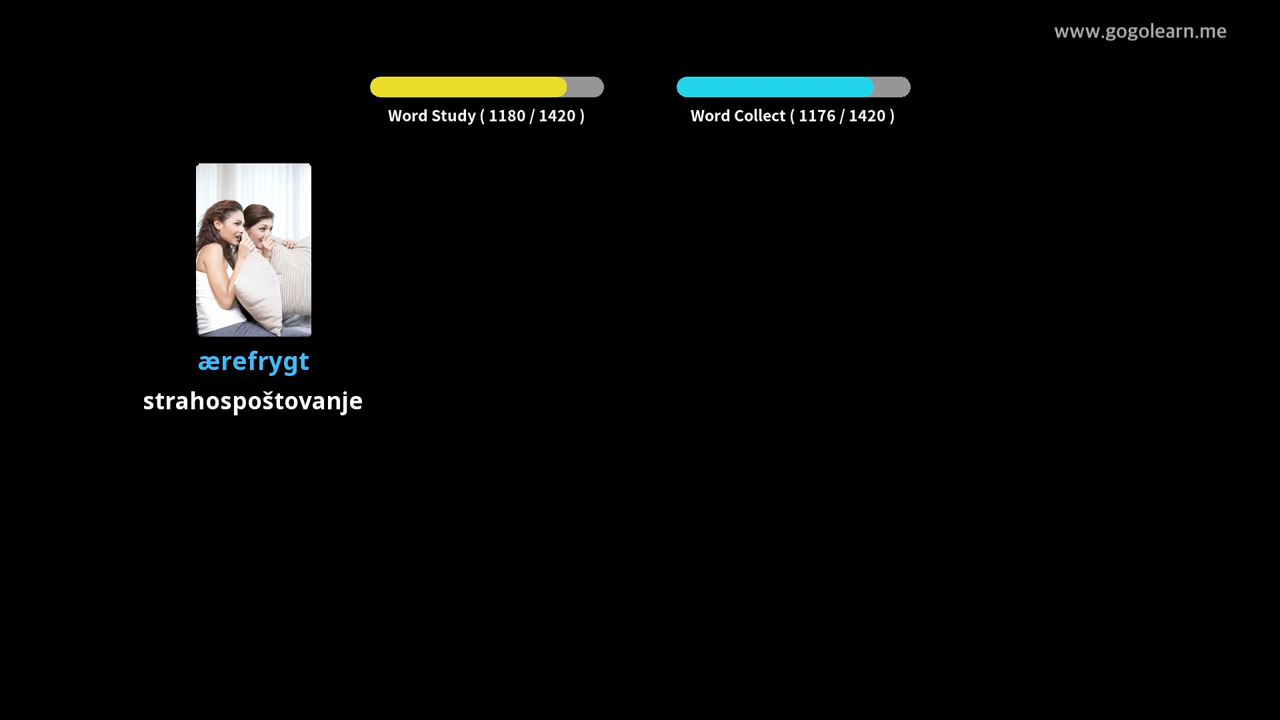 www.gogolearn.me
Word Study ( 1180 / 1420 )
Word Collect ( 1176 / 1420 )
ærefrygt
strahospoštovanje